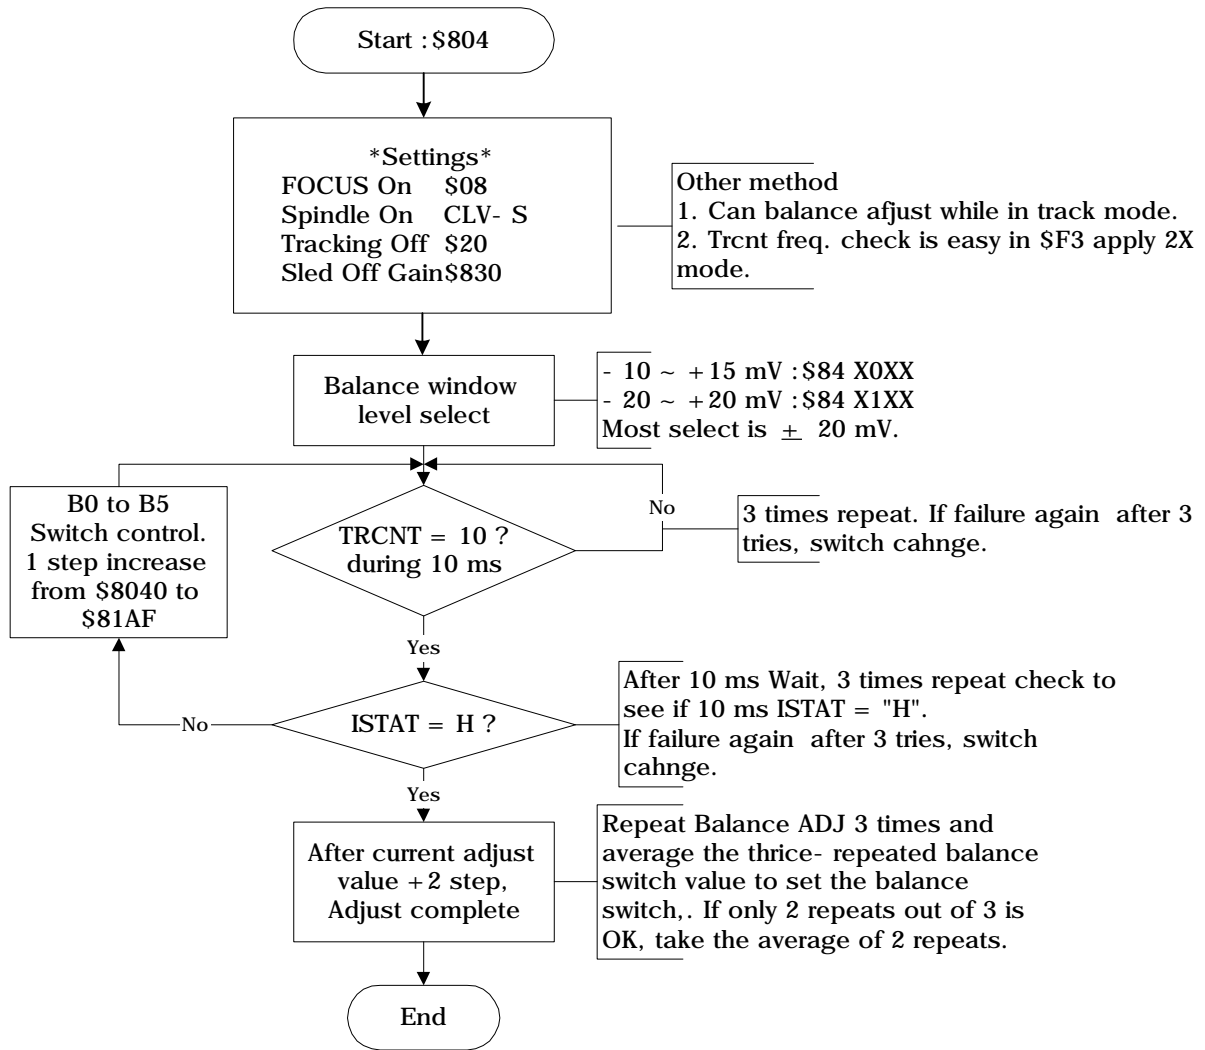 Start : $804
*Settings*
FOCUS On $08
Spindle On CLV- S
Tracking Off $20
Sled Off Gain$830
Other method
1. Can balance afjust while in track mode.
2. Trcnt freq. check is easy in $F3 apply 2X
mode.
Balance window
level select
- 10 ~ +15 mV : $84 X0XX
- 20 ~ +20 mV : $84 X1XX
Most select is ± 20 mV.
B0 to B5
Switch control.
1 step increase
from $8040 to
$81AF
TRCNT = 10 ?
during 10 ms
No
3 times repeat. If failure again after 3
tries, switch cahnge.
Yes
ISTAT = H ?
No
After 10 ms Wait, 3 times repeat check to
see if 10 ms ISTAT = "H".
If failure again after 3 tries, switch
cahnge.
Yes
After current adjust
value +2 step,
Adjust complete
Repeat Balance ADJ 3 times and
average the thrice- repeated balance
switch value to set the balance
switch,. If only 2 repeats out of 3 is
OK, take the average of 2 repeats.
End